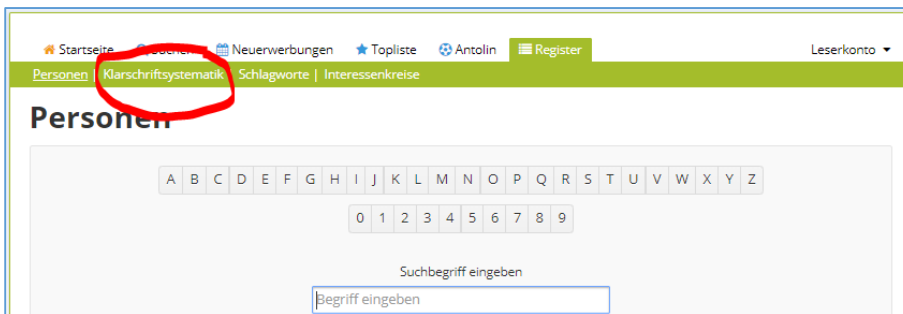 Startseite Neuerwerbungen Topliste Antolin Register Leserkonto
Personen | Klarschriftsystematik Schlagworte | Interessenkreise
Personen
A B C D E F G H I J K L M N O P Q R S T U V W X Y Z
0 1 2 3 4 5 6 7 8 9
Suchbegriff eingeben
Begriff eingeben